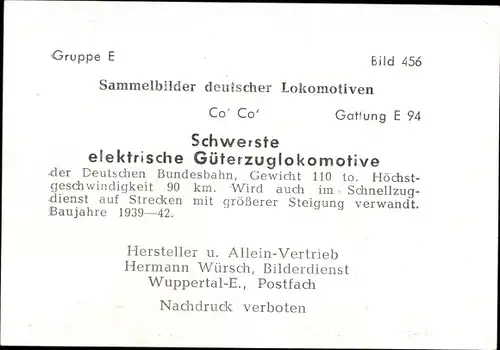 Gruppe E
Bild 456
Sammelbilder deutscher Lokomotiven
Co' Co'
Gattung E 94
Schwerste
elektrische Güterzuglokomotive
der Deutschen Bundesbahn, Gewicht 110 to. Höchst-
geschwindigkeit 90 km. Wird auch im Schnellzug-
dienst auf Strecken mit größerer Steigung verwandt.
Baujahre 1939—42.
Hersteller u. Allein-Vertrieb
Hermann Würsch, Bilderdienst
Wuppertal-E., Postfach
Nachdruck verboten